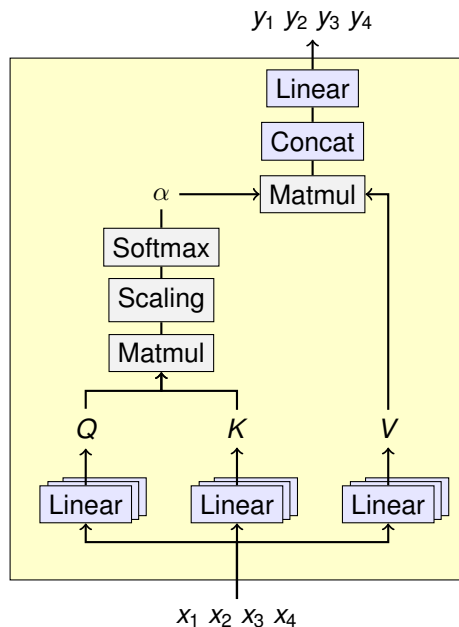 y1 y2 y3 y4
Linear
Concat
α
Matmul
Softmax
Scaling
Matmul
Q
K
V
Linear
Linear
Linear
x1 x2 x3 x4